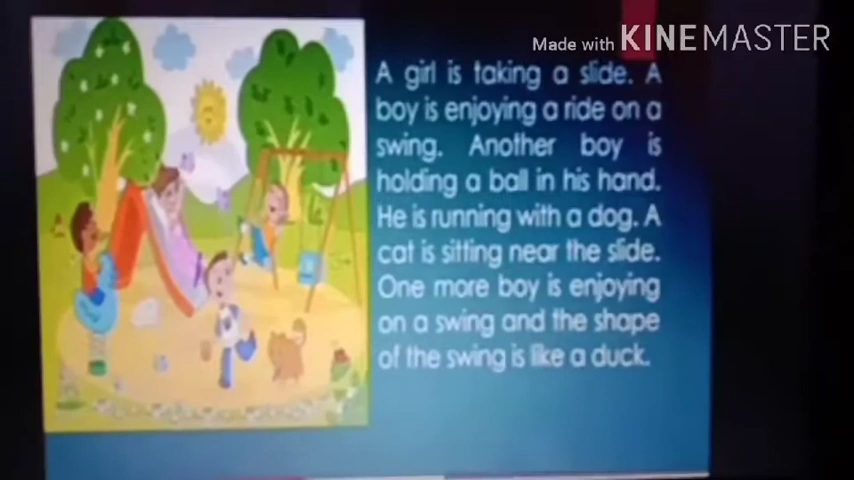 Made with KINEMASTER
A girl is taking a slide. A
boy is enjoying a ride on a
swing. Another boy is
holding a ball in his hand.
He is running with a dog. A
cat is sitting near the slide.
One more boy is enjoying
on a swing and the shape
of the swing is like a duck.